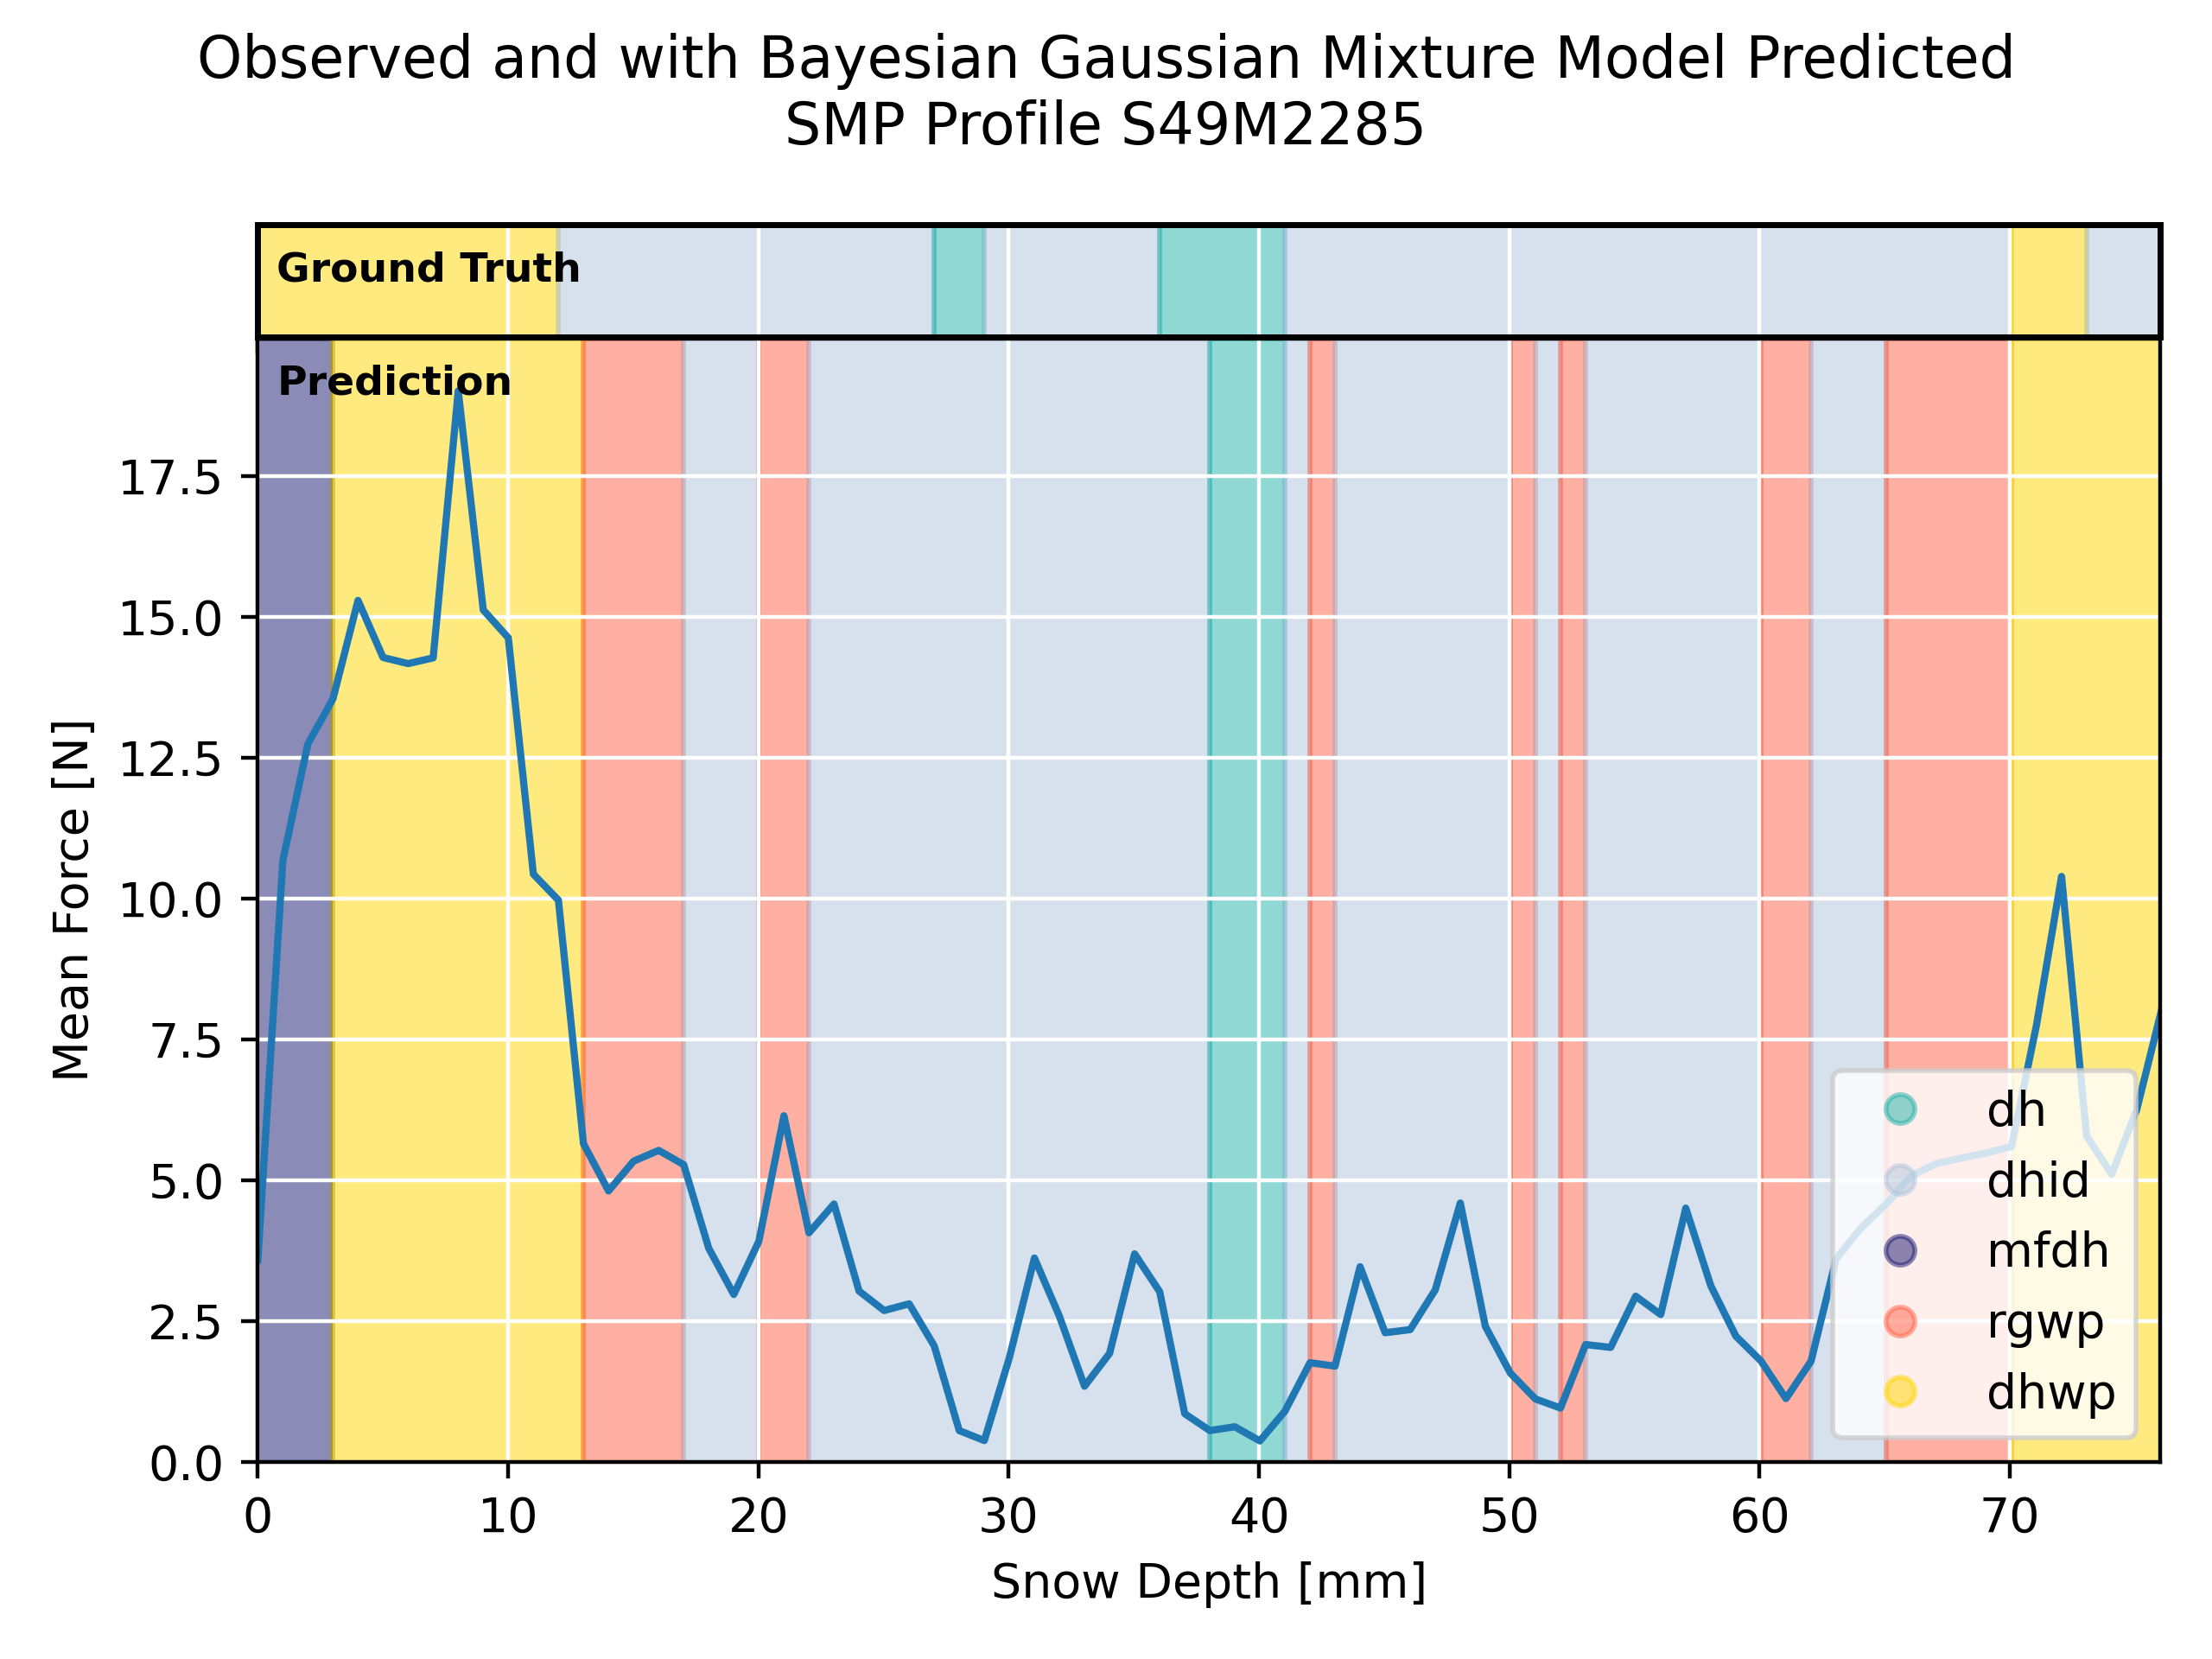 Observed and with Bayesian Gaussian Mixture Model Predicted
SMP Profile S49M2285
Ground Truth
Prediction
17.5
15.0
12.5
10.0
7.5
5.0
2.5
0.0
Mean Force [N]
dh
dhid
mfdh
rgwp
dhwp
0 10 20 30 40 50 60 70
Snow Depth [mm]